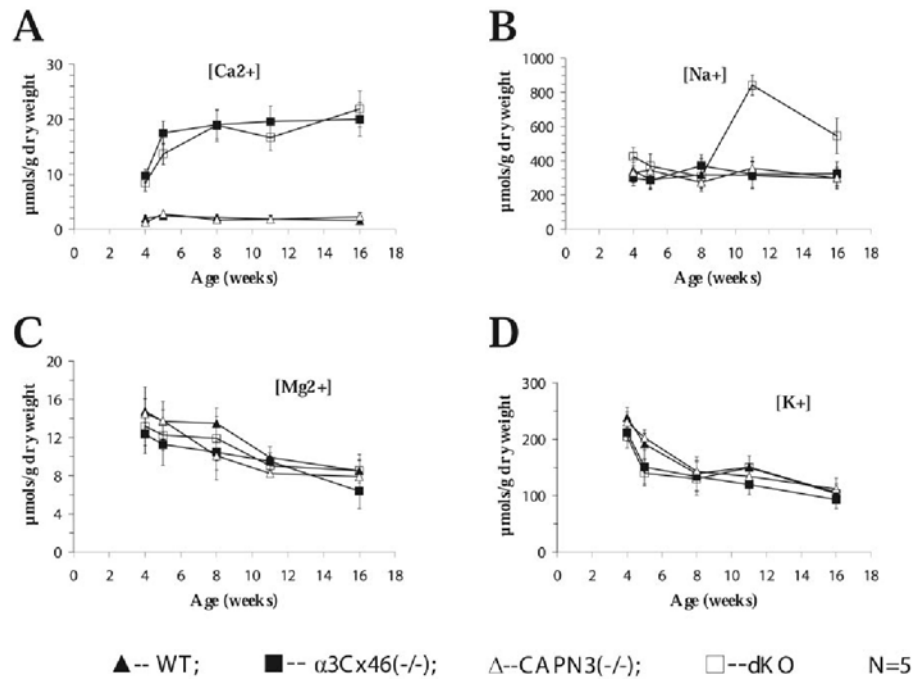 A
B
[Ca2+]
[Na+]
µmols/g dry weight
30
20
10
0
0 2 4 6 8 10 12 14 16 18
Age (weeks)
µmols/g dry weight
1000
800
600
400
200
0
0 2 4 6 8 10 12 14 16 18
Age (weeks)
C
D
[Mg2+]
[K+]
µmols/g dry weight
20
16
12
8
4
0
0 2 4 6 8 10 12 14 16 18
Age (weeks)
µmols/g dry weight
300
200
100
0
0 2 4 6 8 10 12 14 16 18
Age (weeks)
▲-- WT; ■-- α3Cx46(-/-); Δ--CAPN3(-/-); □--dKO N=5